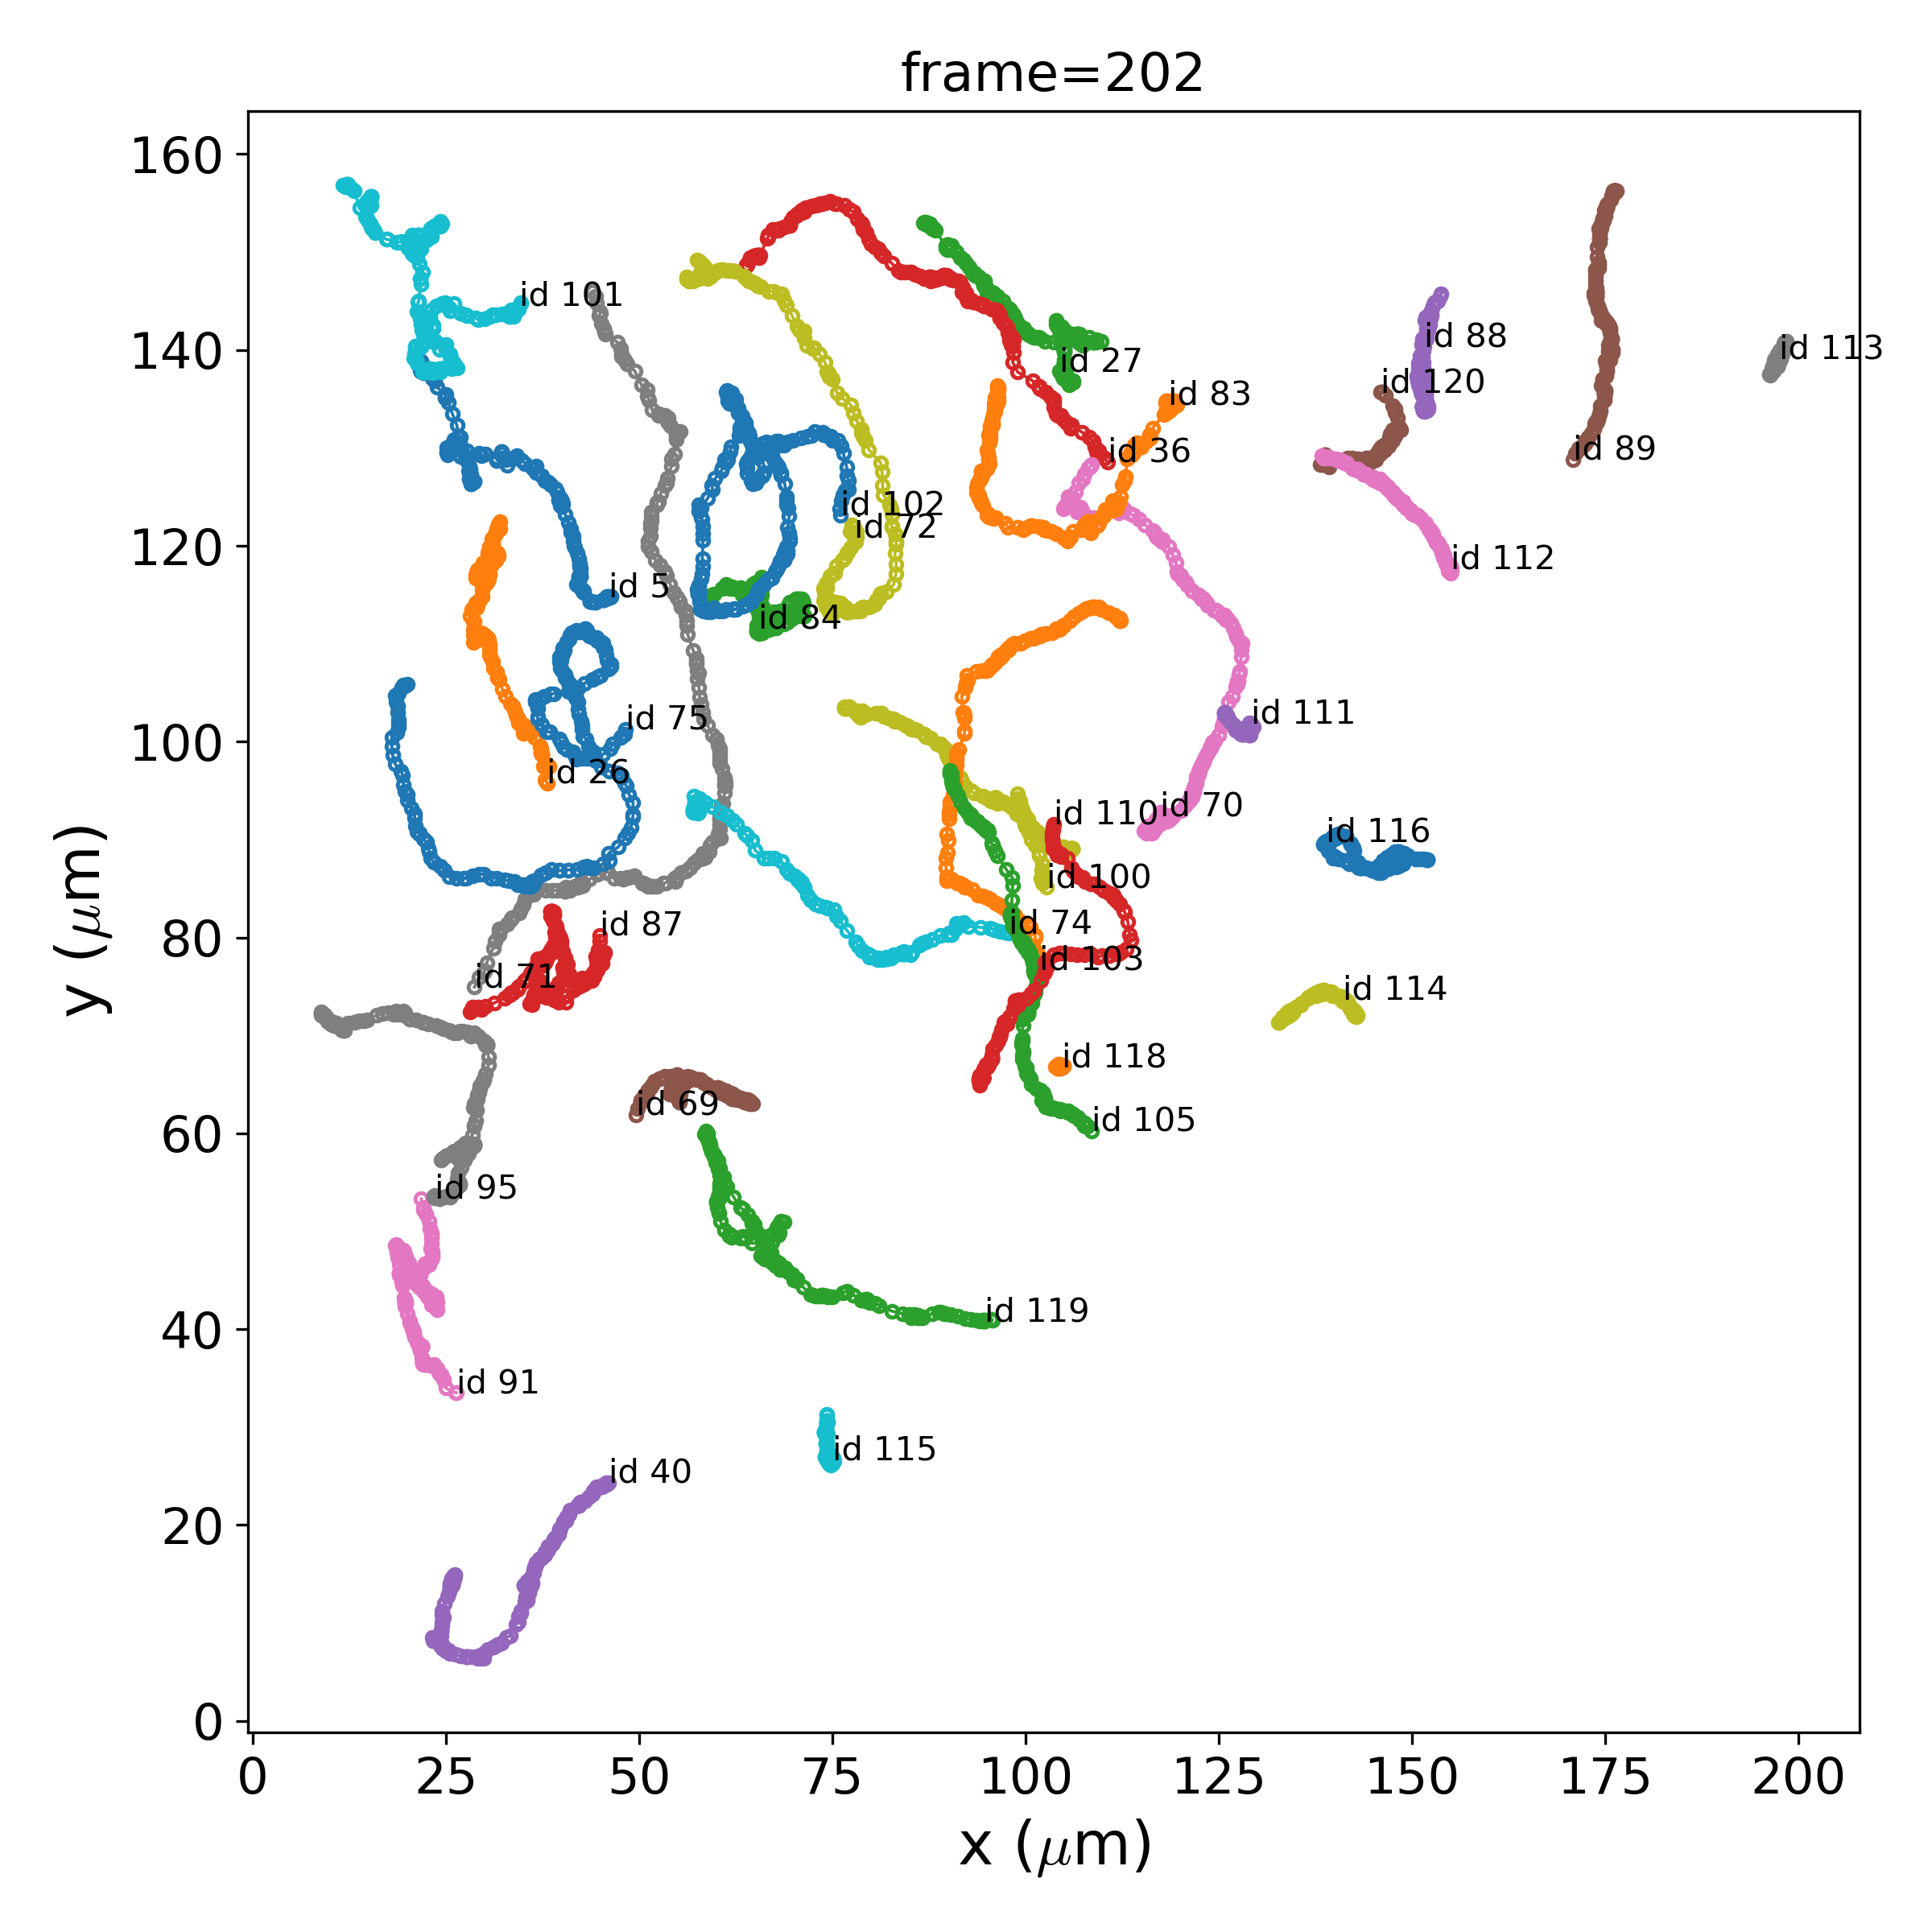 frame=202
160
140
120
100
80
60
40
20
0
y (μm)
id 101
id 88
id 113
id 27
id 120
id 83
id 36
id 89
id 102
id 72
id 112
id 5
id 84
id 75
id 111
id 26
id 110
id 70
id 116
id 100
id 87
id 74
id 103
id 71
id 114
id 118
id 69
id 105
id 95
id 119
id 91
id 115
id 40
0 25 50 75 100 125 150 175 200
x (μm)